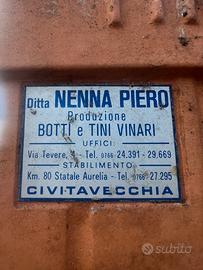 Ditta NENNA PIERO
Produzione
BOTTI e TINI VINARI
UFFICI
Via Tevere, - Tel. 0766 24.391 - 29.669
STABILIMENTO
Km. 80 Statale Aurelia - Tel. 0766 27.295
CIVITAVECCHIA
subito